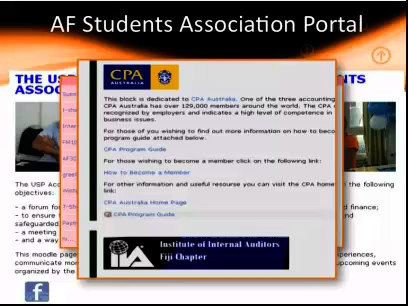 AF Students Association Portal
THE USP
NTS
ASSOC
CPA
AUSTRALIA
This block is dedicated to CPA Australia. One of the three accounting
CPA Australia has over 129,000 members around the world. The CPA
recognized by employers and indicates a high level of competence in
business issues.
For those of you wishing to find out more information on how to beco
program guide attached below.
CPA Program Guide
For those wishing to become a member click on the following link:
How to Become a Member
For other information and useful resourse you can visit the CPA home
link:
CPA Australia Home Page
CPA Program Guide
IIA
Institute of Internal Auditors
Fiji Chapter
The USP Acc
the following
objectives:
- a forum for
d finance;
- to ensure
nd
safeguarded
- a meeting
- and a way
This moodle page
experiences,
communicate mor
upcoming events
organized by the
f